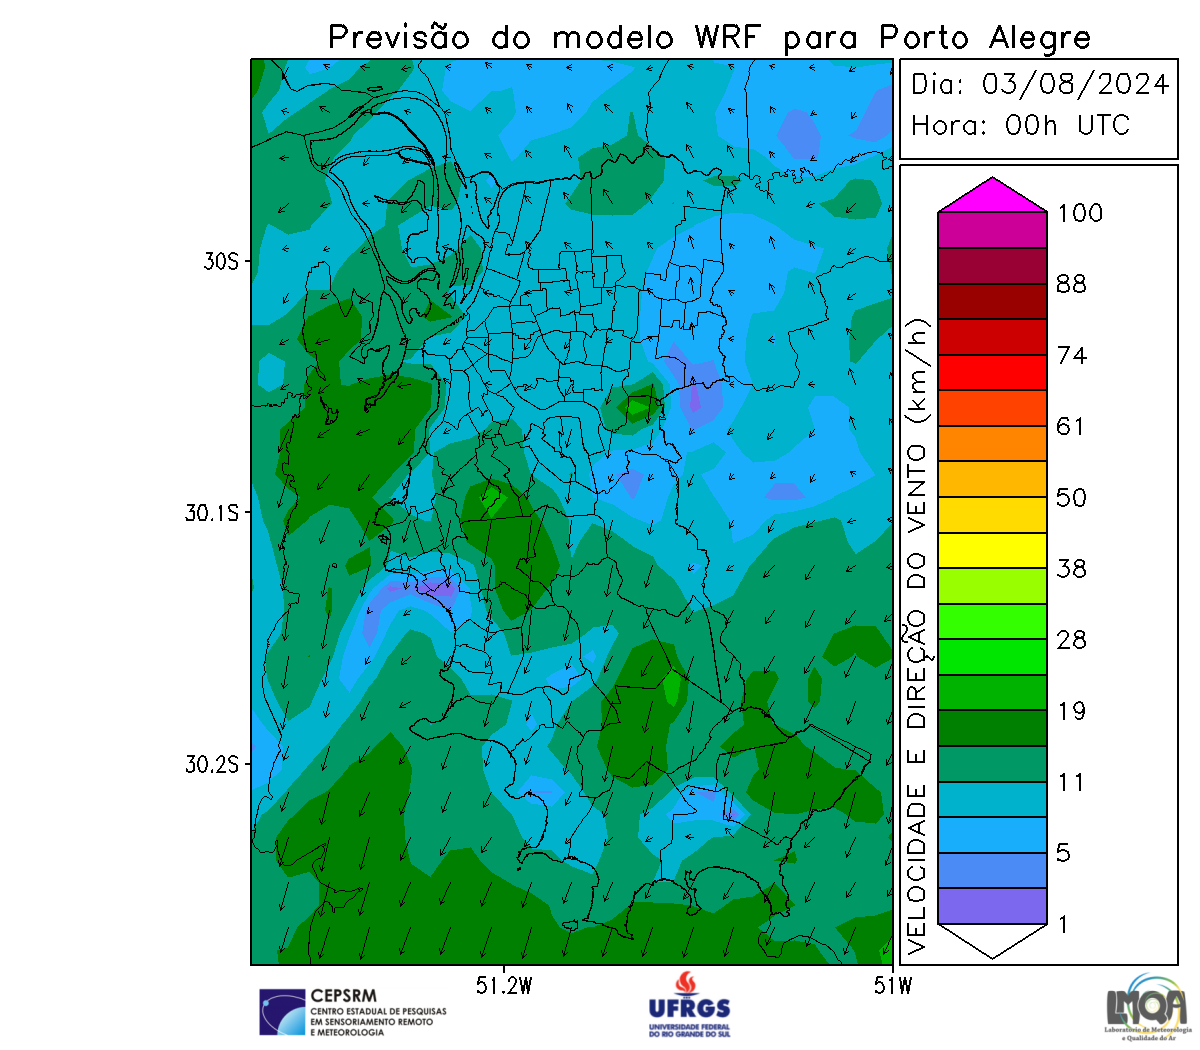 Previsão do modelo WRF para Porto Alegre
Dia: 03/08/2024
Hora: 00h UTC
30S
30.1S
30.2S
51.2W
51W
VELOCIDADE E DIREÇÃO DO VENTO (km/h)
100
88
74
61
50
38
28
19
11
5
1
CEPSRM
CENTRO ESTADUAL DE PESQUISAS
EM SENSORIAMENTO REMOTO
E METEOROLOGIA
UFRGS
UNIVERSIDADE FEDERAL
DO RIO GRANDE DO SUL
LMQA
Laboratório de Meteorologia
e Qualidade do Ar